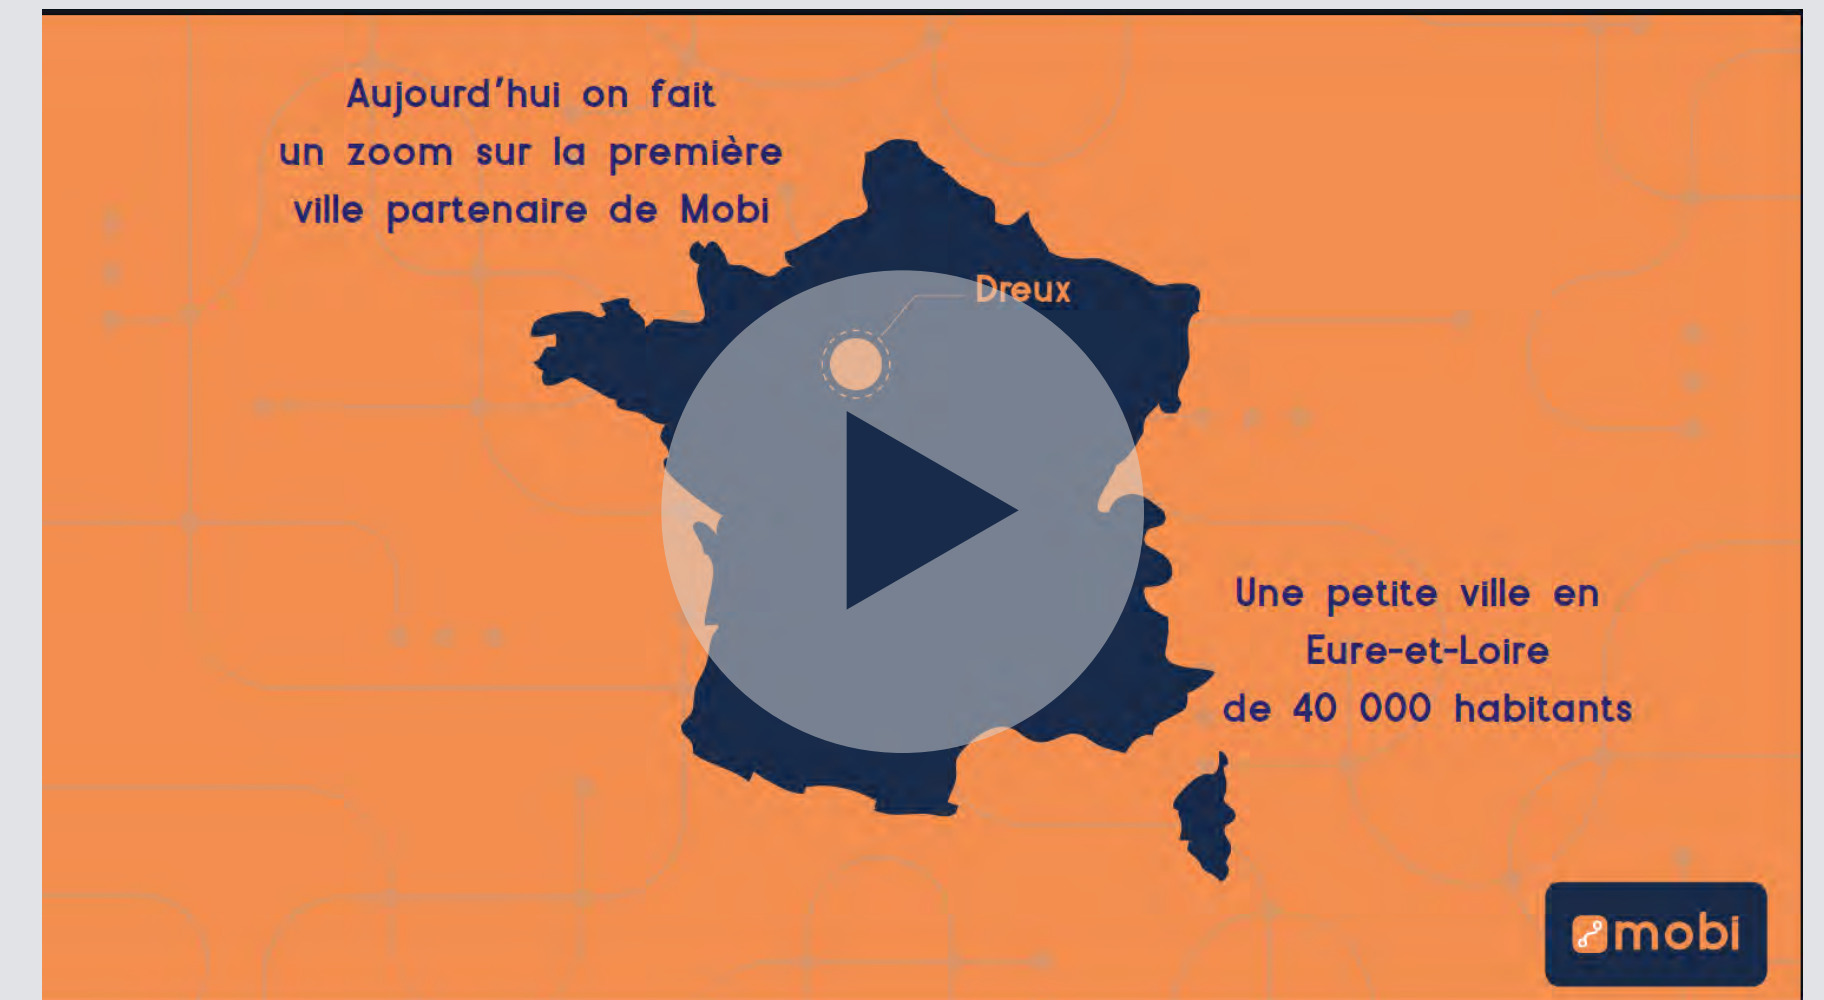 Aujourd'hui on fait
un zoom sur la première
ville partenaire de Mobi
Dreux
Une petite ville en
Eure-et-Loire
de 40 000 habitants
mobi